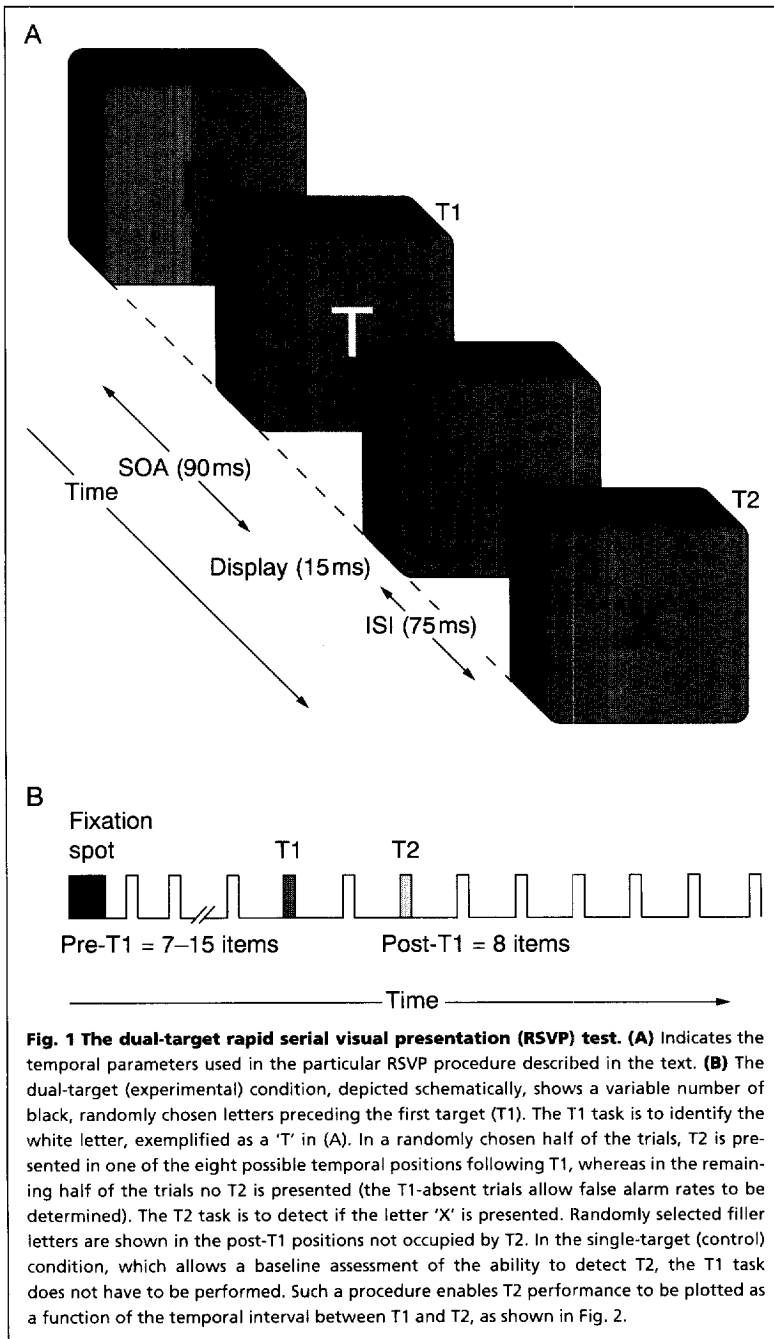 A
T1
T
T2
SOA (90 ms)
Time
Display (15 ms)
ISI (75 ms)
B
Fixation
spot
T1
T2
Pre-T1 = 7–15 items
Post-T1 = 8 items
Time
Fig. 1 The dual-target rapid serial visual presentation (RSVP) test. (A) Indicates the
temporal parameters used in the particular RSVP procedure described in the text. (B) The
dual-target (experimental) condition, depicted schematically, shows a variable number of
black, randomly chosen letters preceding the first target (T1). The T1 task is to identify the
white letter, exemplified as a 'T' in (A). In a randomly chosen half of the trials, T2 is pre-
sented in one of the eight possible temporal positions following T1, whereas in the remain-
ing half of the trials no T2 is presented (the T1-absent trials allow false alarm rates to be
determined). The T2 task is to detect if the letter 'X' is presented. Randomly selected filler
letters are shown in the post-T1 positions not occupied by T2. In the single-target (control)
condition, which allows a baseline assessment of the ability to detect T2, the T1 task
does not have to be performed. Such a procedure enables T2 performance to be plotted as
a function of the temporal interval between T1 and T2, as shown in Fig. 2.